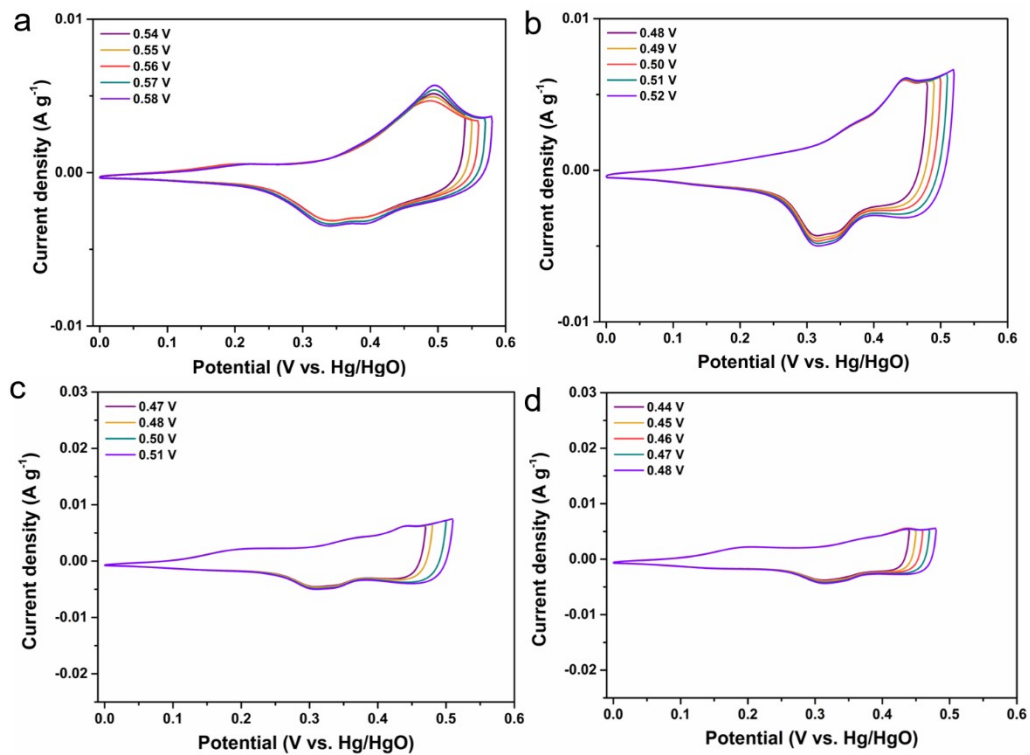 a
0.01
0.54 V
0.55 V
0.56 V
0.57 V
0.58 V
Current density (A g⁻¹)
0.00
-0.01
0.0 0.1 0.2 0.3 0.4 0.5 0.6
Potential (V vs. Hg/HgO)
b
0.01
0.48 V
0.49 V
0.50 V
0.51 V
0.52 V
Current density (A g⁻¹)
0.00
-0.01
0.0 0.1 0.2 0.3 0.4 0.5 0.6
Potential (V vs. Hg/HgO)
c
0.03
0.47 V
0.48 V
0.50 V
0.51 V
0.02
0.01
Current density (A g⁻¹)
0.00
-0.01
-0.02
0.0 0.1 0.2 0.3 0.4 0.5 0.6
Potential (V vs. Hg/HgO)
d
0.03
0.44 V
0.45 V
0.46 V
0.47 V
0.48 V
0.02
0.01
Current density (A g⁻¹)
0.00
-0.01
-0.02
0.0 0.1 0.2 0.3 0.4 0.5 0.6
Potential (V vs. Hg/HgO)